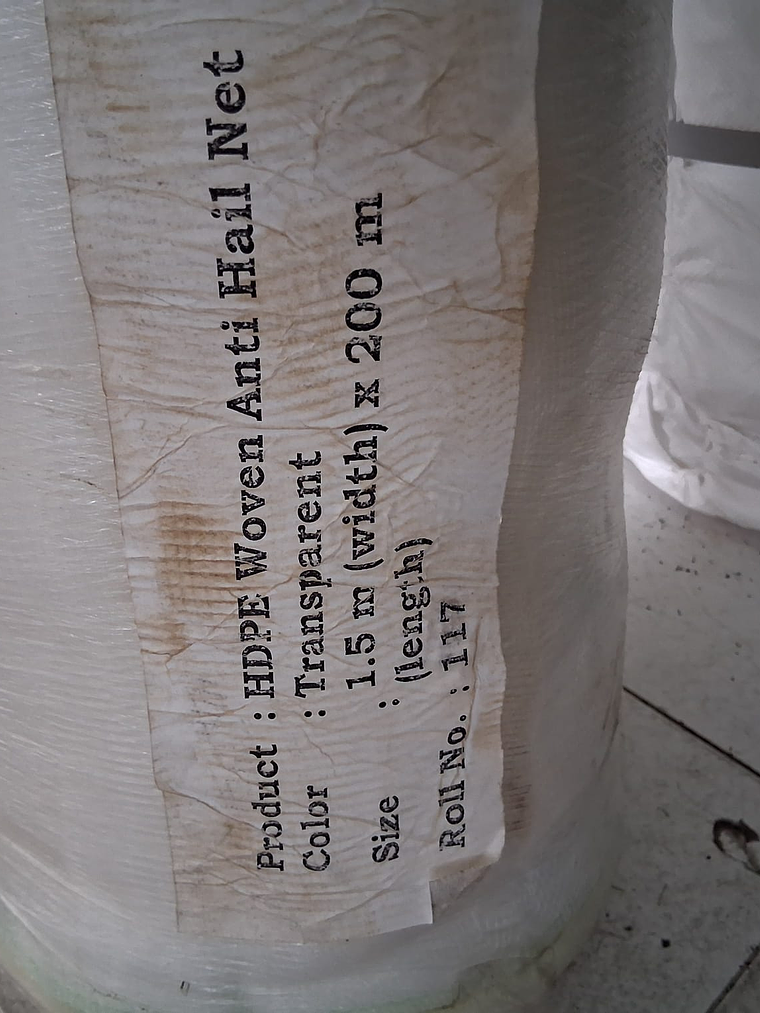 Product : HDPE Woven Anti Hail Net
Color : Transparent
Size : 1.5 m (width) x 200 m
(length)
Roll No. : 117